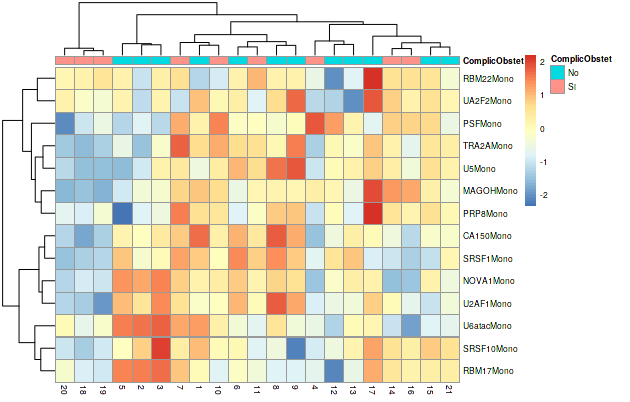 ComplicObstet
RBM22Mono
UA2F2Mono
PSFMono
TRA2AMono
U5Mono
MAGOHMono
PRP8Mono
CA150Mono
SRSF1Mono
NOVA1Mono
U2AF1Mono
U6atacMono
SRSF10Mono
RBM17Mono
20 18 19 5 2 3 7 1 10 6 11 8 9 4 12 13 17 14 16 15 21
2
1
0
-1
-2
ComplicObstet
No
SI